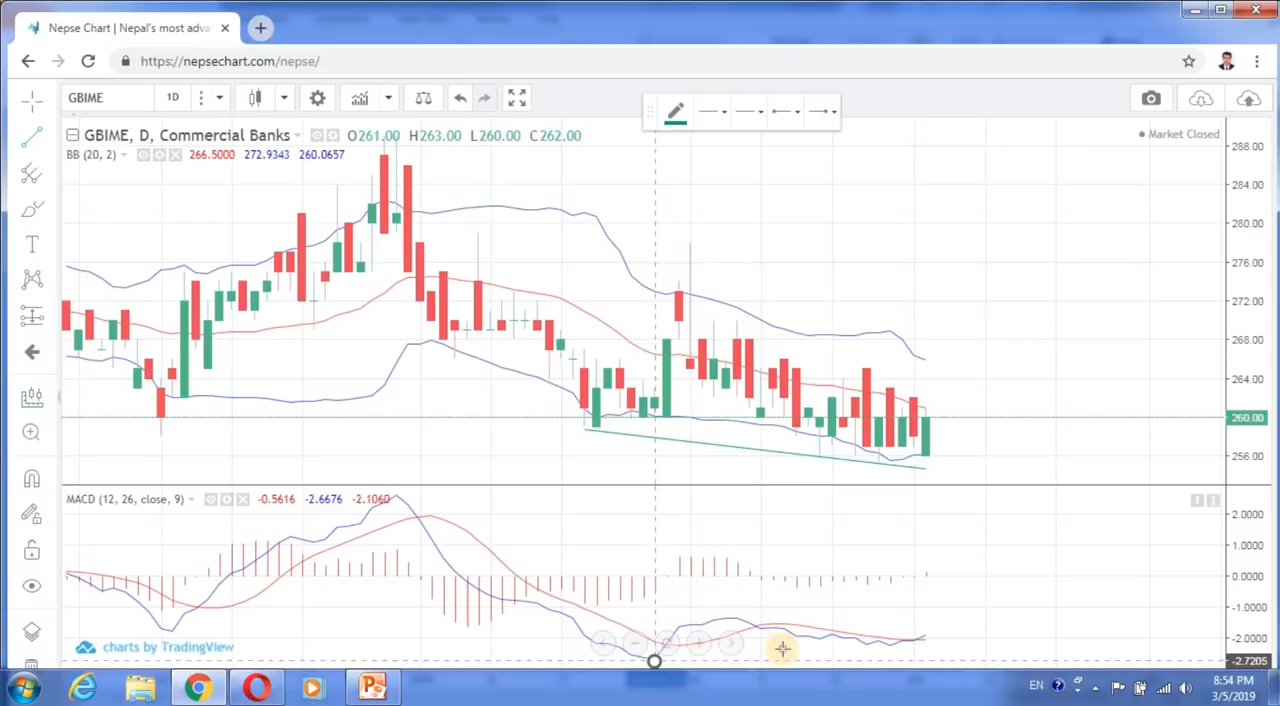 Nepse Chart | Nepal's most adva
https://nepsechart.com/nepse/
GBIME 1D
GBIME, D, Commercial Banks O261.00 H263.00 L260.00 C262.00
Market Closed
BB (20, 2) 266.5000 272.9343 260.0657
288.00
284.00
280.00
276.00
272.00
268.00
264.00
260.00
256.00
MACD (12, 26, close, 9) -0.5616 -2.6676 -2.1060
2.0000
1.0000
0.0000
-1.0000
-2.0000
-2.7205
charts by TradingView
EN
8:54 PM
3/5/2019